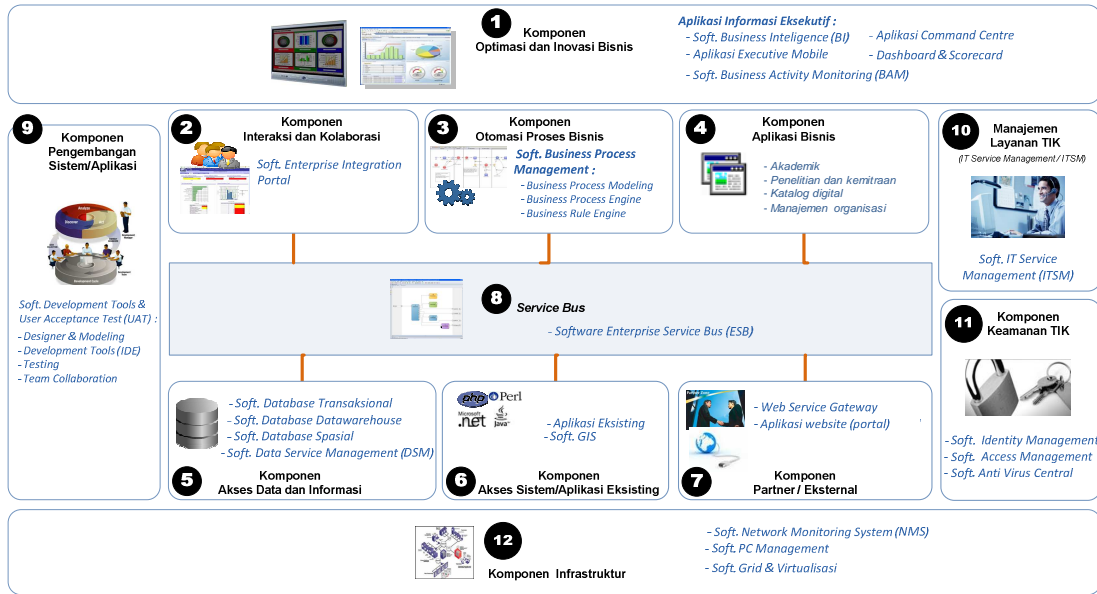 1
Komponen
Optimasi dan Inovasi Bisnis
Aplikasi Informasi Eksekutif :
- Soft. Business Inteligence (BI)
- Aplikasi Executive Mobile
- Soft. Business Activity Monitoring (BAM)
- Aplikasi Command Centre
- Dashboard & Scorecard
9
Komponen
Pengembangan
Sistem/Aplikasi
Soft. Development Tools &
User Acceptance Test (UAT) :
- Designer & Modeling
- Development Tools (IDE)
- Testing
- Team Collaboration
2
Komponen
Interaksi dan Kolaborasi
Soft. Enterprise Integration
Portal
3
Komponen
Otomasi Proses Bisnis
Soft. Business Process
Management :
- Business Process Modeling
- Business Process Engine
- Business Rule Engine
4
Komponen
Aplikasi Bisnis
- Akademik
- Penelitian dan kemitraan
- Katalog digital
- Manajemen organisasi
10
Manajemen
Layanan TIK
(IT Service Management / ITSM)
Soft. IT Service
Management (ITSM)
8
Service Bus
- Software Enterprise Service Bus (ESB)
11
Komponen
Keamanan TIK
- Soft. Identity Management
- Soft. Access Management
- Soft. Anti Virus Central
- Soft. Database Transaksional
- Soft. Database Datawarehouse
- Soft. Database Spasial
- Soft. Data Service Management (DSM)
5
Komponen
Akses Data dan Informasi
php
Perl
Microsoft
.net
Java
- Aplikasi Eksisting
- Soft. GIS
6
Komponen
Akses Sistem/Aplikasi Eksisting
- Web Service Gateway
- Aplikasi website (portal)
7
Komponen
Partner / Eksternal
12
Komponen Infrastruktur
- Soft. Network Monitoring System (NMS)
- Soft. PC Management
- Soft. Grid & Virtualisasi